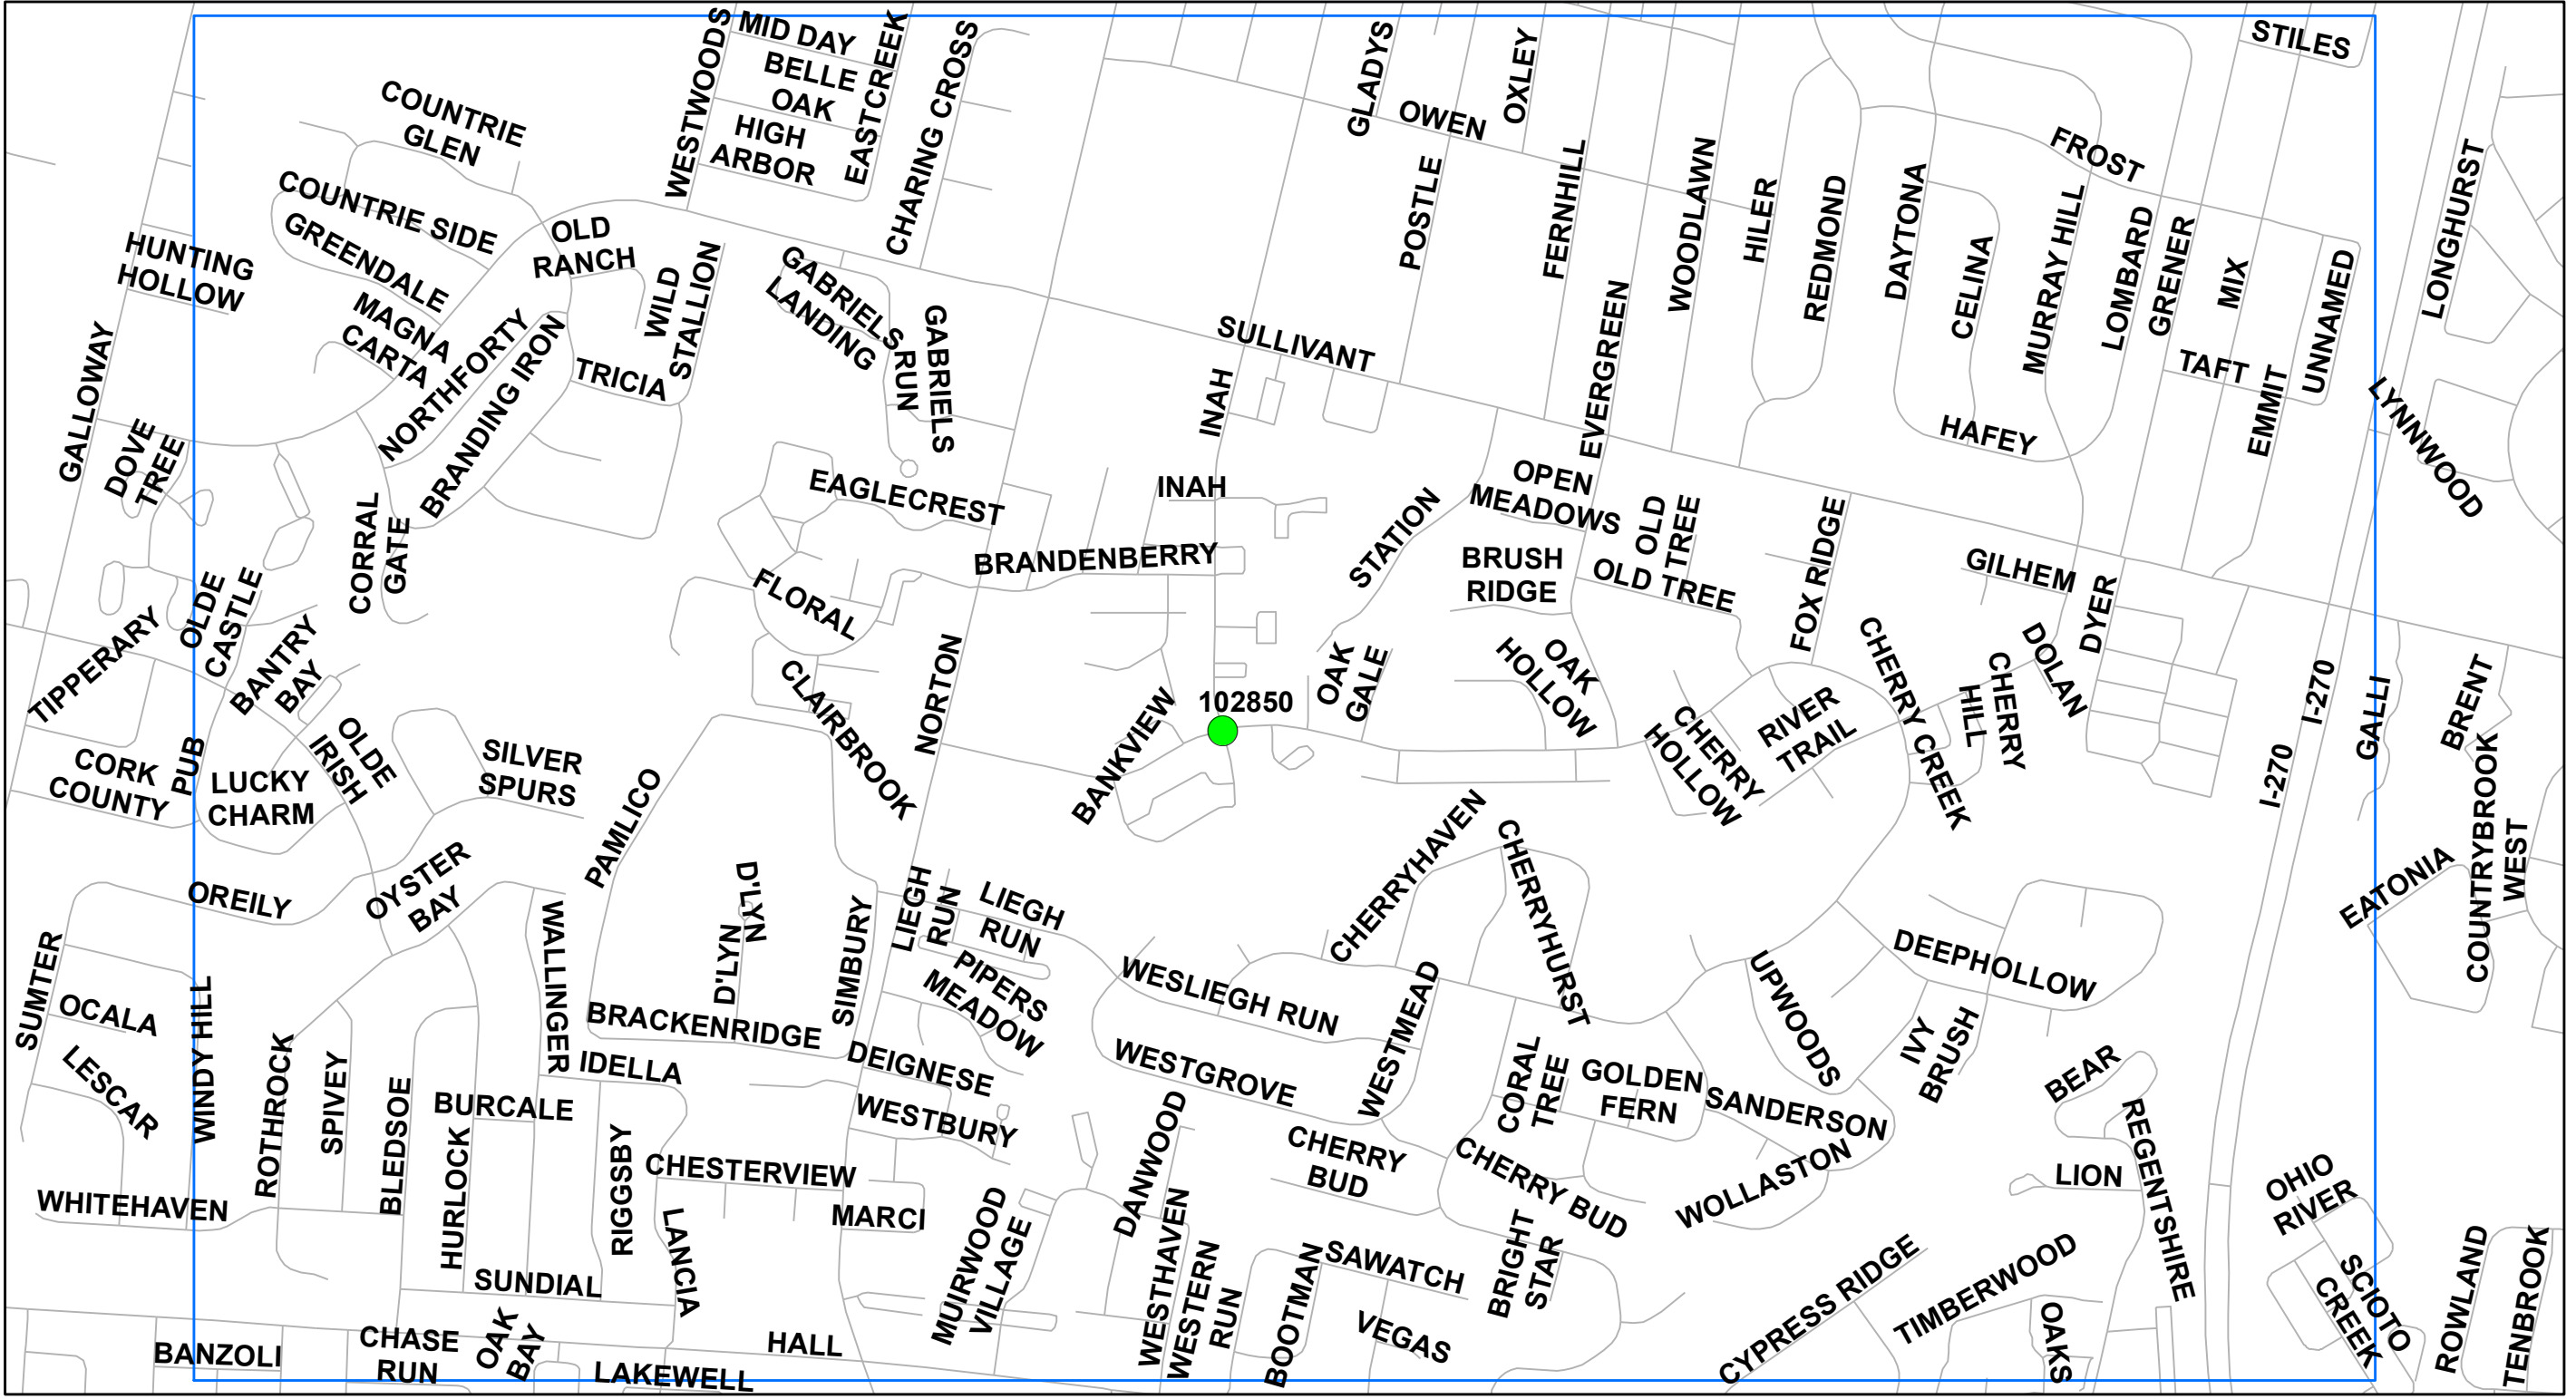 MID DAY
BELLE
OAK
HIGH
ARBOR
WESTWOODS
EASTCREEK
CHARING CROSS
GLADYS
OWEN
OXLEY
STILES
COUNTRIE
GLEN
COUNTRIE SIDE
GREENDALE
MAGNA
CARTA
HUNTING
HOLLOW
OLD
RANCH
WILD
STALLION
GABRIELS
LANDING
GABRIELS
RUN
POSTLE
FERNHILL
EVERGREEN
WOODLAWN
HILER
REDMOND
DAYTONA
CELINA
FROST
MURRAY HILL
LOMBARD
GRENER
MIX
TAFT
EMMIT
UNNAMED
LONGHURST
LYNNWOOD
GALLOWAY
DOVE
TREE
NORTHFORTY
BRANDING IRON
TRICIA
SULLIVANT
INAH
HAFEY
CORRAL
GATE
EAGLECREST
INAH
BRANDENBERRY
STATION
OPEN
MEADOWS
BRUSH
RIDGE
OLD
TREE
OLD TREE
FOX RIDGE
GILHEM
DYER
DOLAN
TIPPERARY
OLDE
CASTLE
BANTRY
BAY
FLORAL
CLAIRBROOK
NORTON
BANKVIEW
102850
OAK
GALE
OAK
HOLLOW
CHERRY
HOLLOW
RIVER
TRAIL
CHERRY CREEK
CHERRY
HILL
I-270
I-270
GALLI
BRENT
COUNTRYBROOK
WEST
EATONIA
CORK
COUNTY
PUB
LUCKY
CHARM
OLDE
IRISH
SILVER
SPURS
PAMLICO
OREILY
OYSTER
BAY
D'LYN
D'LYN
SIMBURY
LIEGH
RUN
LIEGH
RUN
PIPERS
MEADOW
CHERRYHAVEN
CHERRYHURST
WESLIEGH RUN
WESTMEAD
UPWOODS
DEEPHOLLOW
SUMTER
OCALA
LESCAR
WINDY HILL
WALLINGER
BRACKENRIDGE
IDELLA
DEIGNESE
WESTBURY
WESTGROVE
CORAL
TREE
GOLDEN
FERN
SANDERSON
IVY
BRUSH
BEAR
REGENTSHIRE
LION
ROTHROCK
SPIVEY
BLEDSOE
BURCALE
HURLOCK
RIGGSBY
CHESTERVIEW
MARCI
LANCIA
WHITEHAVEN
SUNDIAL
MUIRWOOD
VILLAGE
DANWOOD
WESTHAVEN
WESTERN
RUN
CHERRY
BUD
CHERRY BUD
WOLLASTON
BOOTMAN
SAWATCH
VEGAS
BRIGHT
STAR
CYPRESS RIDGE
TIMBERWOOD
OAKS
OHIO
RIVER
SCIOTO
CREEK
ROWLAND
TENBROOK
BANZOLI
CHASE
RUN
OAK
BAY
LAKEWELL
HALL